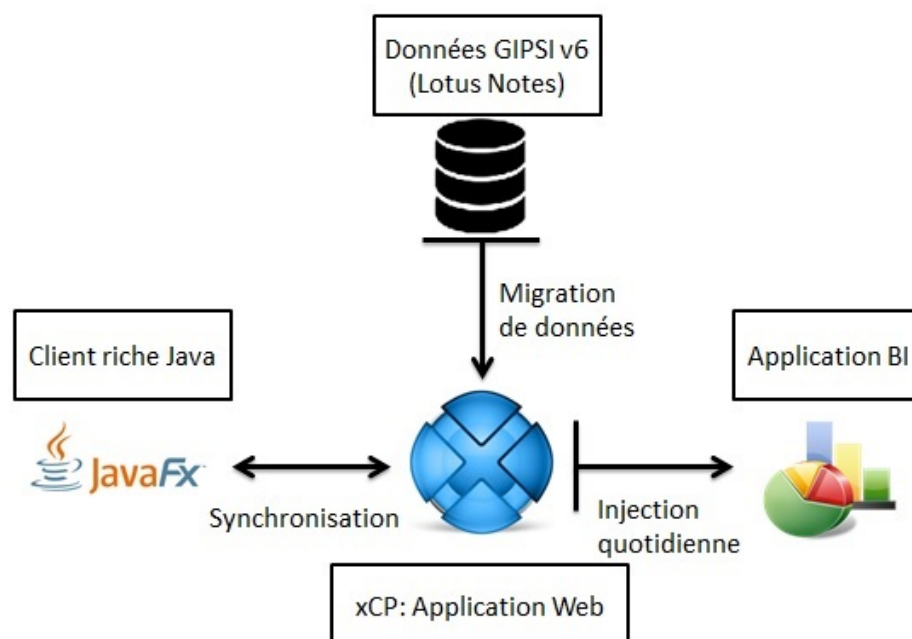 Données GIPSI v6
(Lotus Notes)
Migration
de données
Client riche Java
Application BI
JavaFx
Synchronisation
Injection
quotidienne
xCP: Application Web